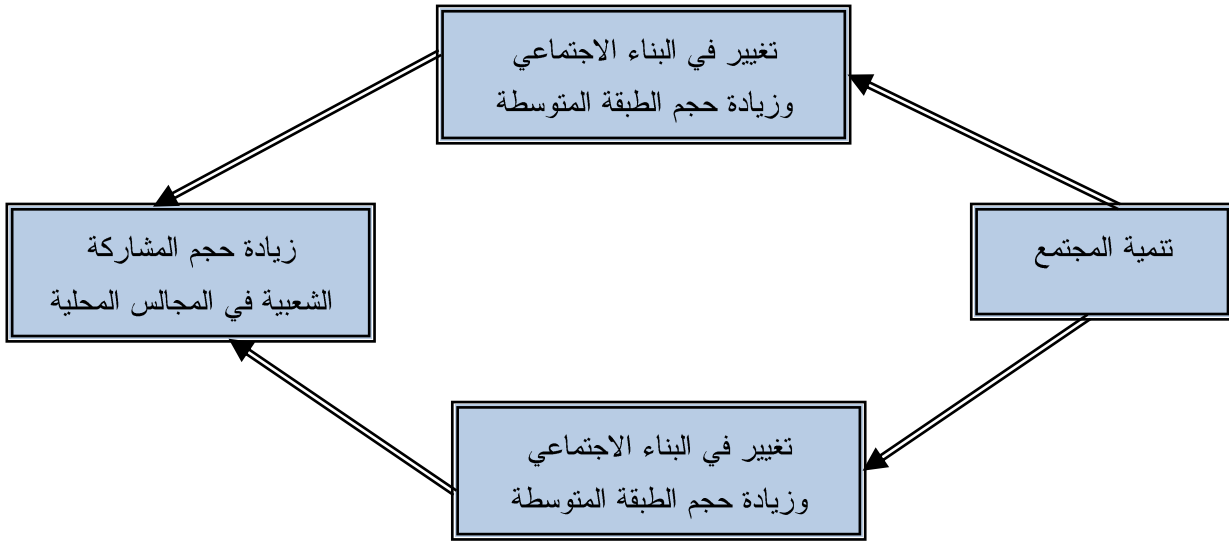 تغيير في البناء الاجتماعي
وزيادة حجم الطبقة المتوسطة
تنمية المجتمع
زيادة حجم المشاركة
الشعبية في المجالس المحلية
تغيير في البناء الاجتماعي
وزيادة حجم الطبقة المتوسطة